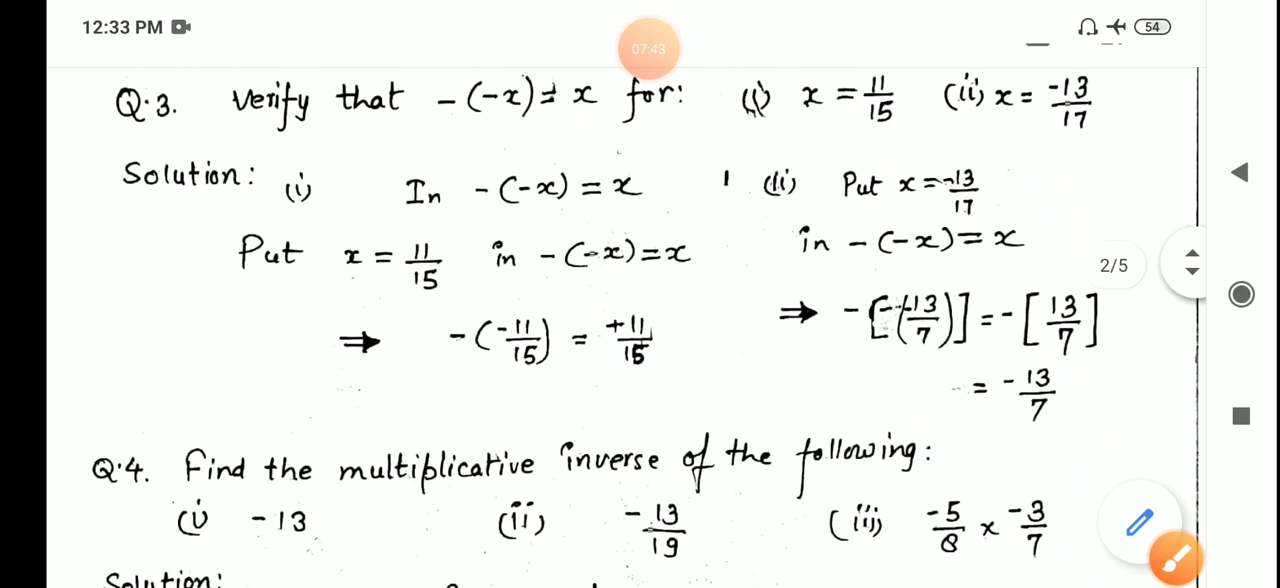 12:33 PM 54
07:43
Q.3. Verify that -(-x) = x for: (i) x = 11/15 (ii) x = -13/17
Solution: (i) In -(-x) = x
Put x = 11/15 in -(-x) = x
⇒ -(-11/15) = +11/15
(ii) Put x = -13/17
in -(-x) = x
⇒ -[-(-13/7)] = -[13/7]
= -13/7
2/5
Q.4. Find the multiplicative inverse of the following:
(i) -13 (ii) -13/19 (iii) -5/8 x -3/7
Solution: